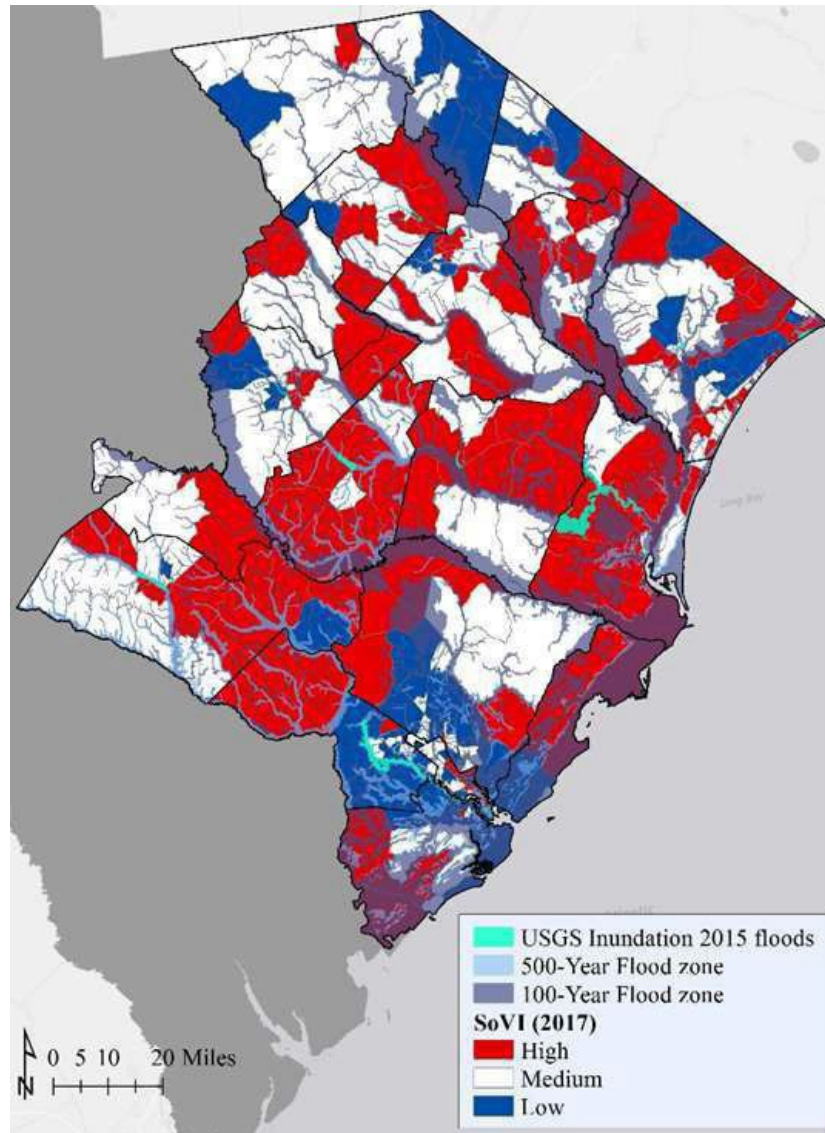 Long Bay
USGS Inundation 2015 floods
500-Year Flood zone
100-Year Flood zone
SoVI (2017)
High
Medium
Low
0 5 10 20 Miles
N